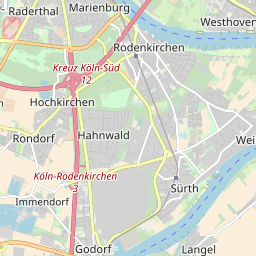 Marienburg
Raderthal
Westhoven
Rodenkirchen
Kreuz Köln-Süd
12
Hochkirchen
Hahnwald
Rondorf
Wei
Köln-Rodenkirchen
3
Sürth
Immendorf
Godorf
Langel